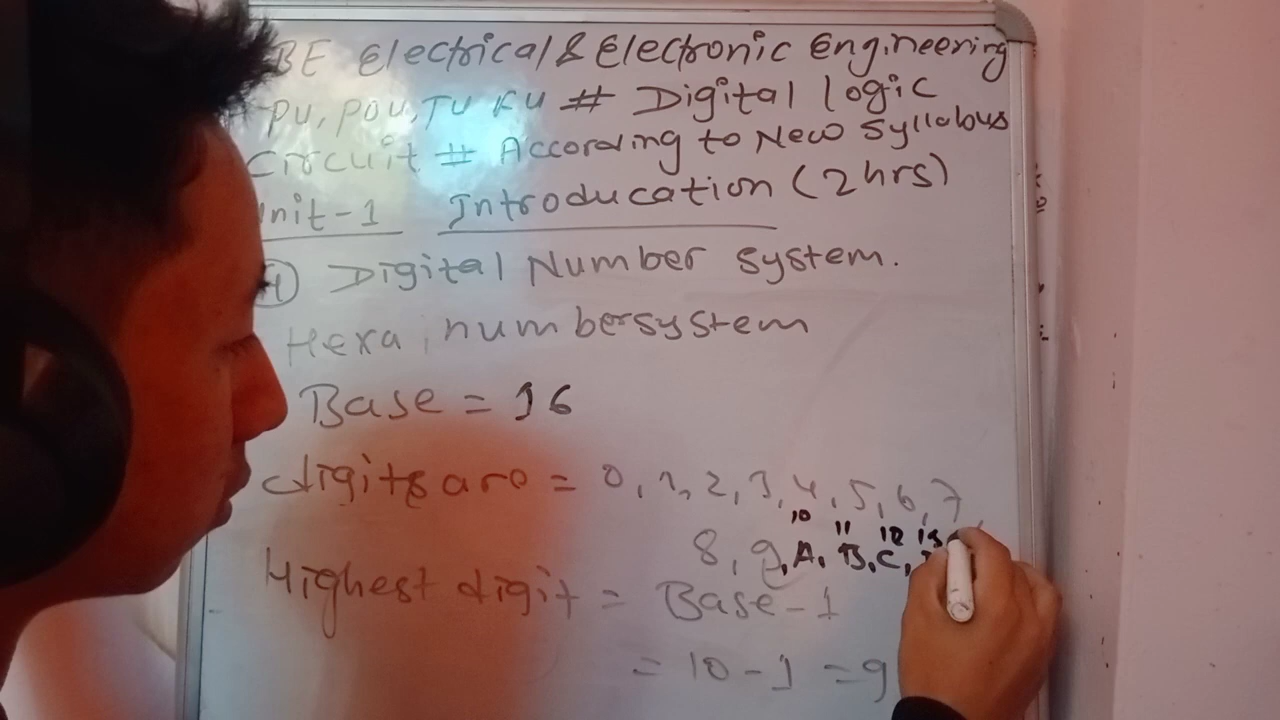 BE Electrical & Electronic Engineering
PU, POU, TU KU # Digital logic
Circuit # According to New Syllabus
Unit-1 Introducation (2 hrs)
1 Digital Number system.
Hexa, numbersystem
Base = 16
digits are = 0, 1, 2, 3, 4, 5, 6, 7,
10 11 12 13
8, 9, A, B, C,
Highest digit = Base - 1
= 10 - 1 = 9